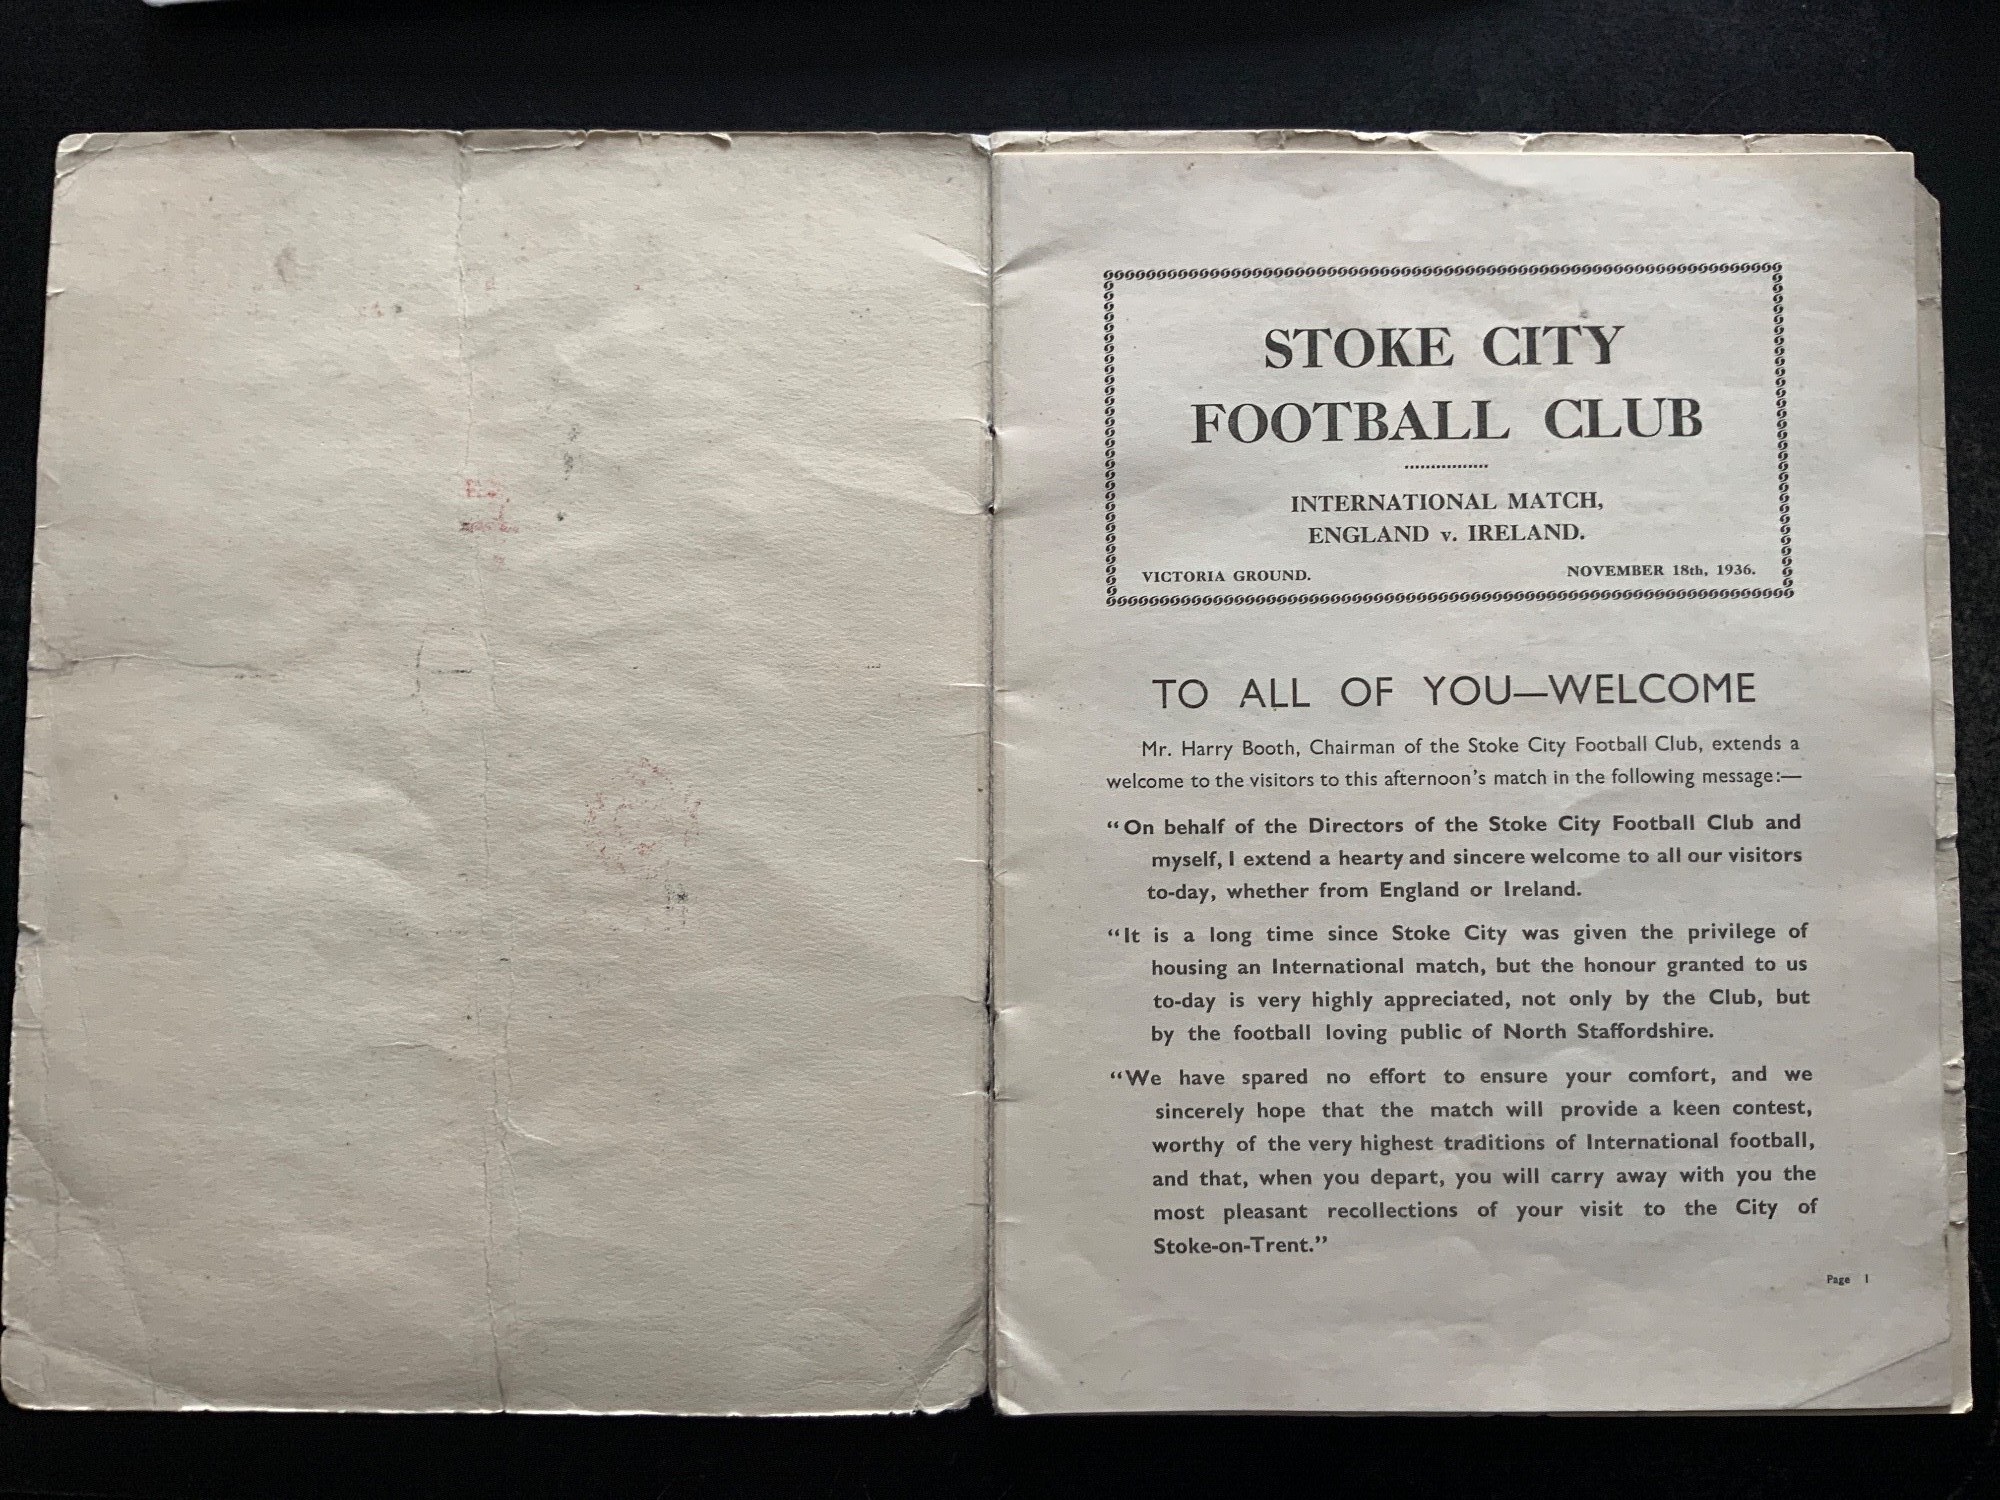 STOKE CITY
FOOTBALL CLUB
INTERNATIONAL MATCH,
ENGLAND v. IRELAND.
VICTORIA GROUND. NOVEMBER 18th, 1936.
TO ALL OF YOU—WELCOME
Mr. Harry Booth, Chairman of the Stoke City Football Club, extends a
welcome to the visitors to this afternoon's match in the following message:—
“On behalf of the Directors of the Stoke City Football Club and
myself, I extend a hearty and sincere welcome to all our visitors
to-day, whether from England or Ireland.
“It is a long time since Stoke City was given the privilege of
housing an International match, but the honour granted to us
to-day is very highly appreciated, not only by the Club, but
by the football loving public of North Staffordshire.
“We have spared no effort to ensure your comfort, and we
sincerely hope that the match will provide a keen contest,
worthy of the very highest traditions of International football,
and that, when you depart, you will carry away with you the
most pleasant recollections of your visit to the City of
Stoke-on-Trent.”
Page 1